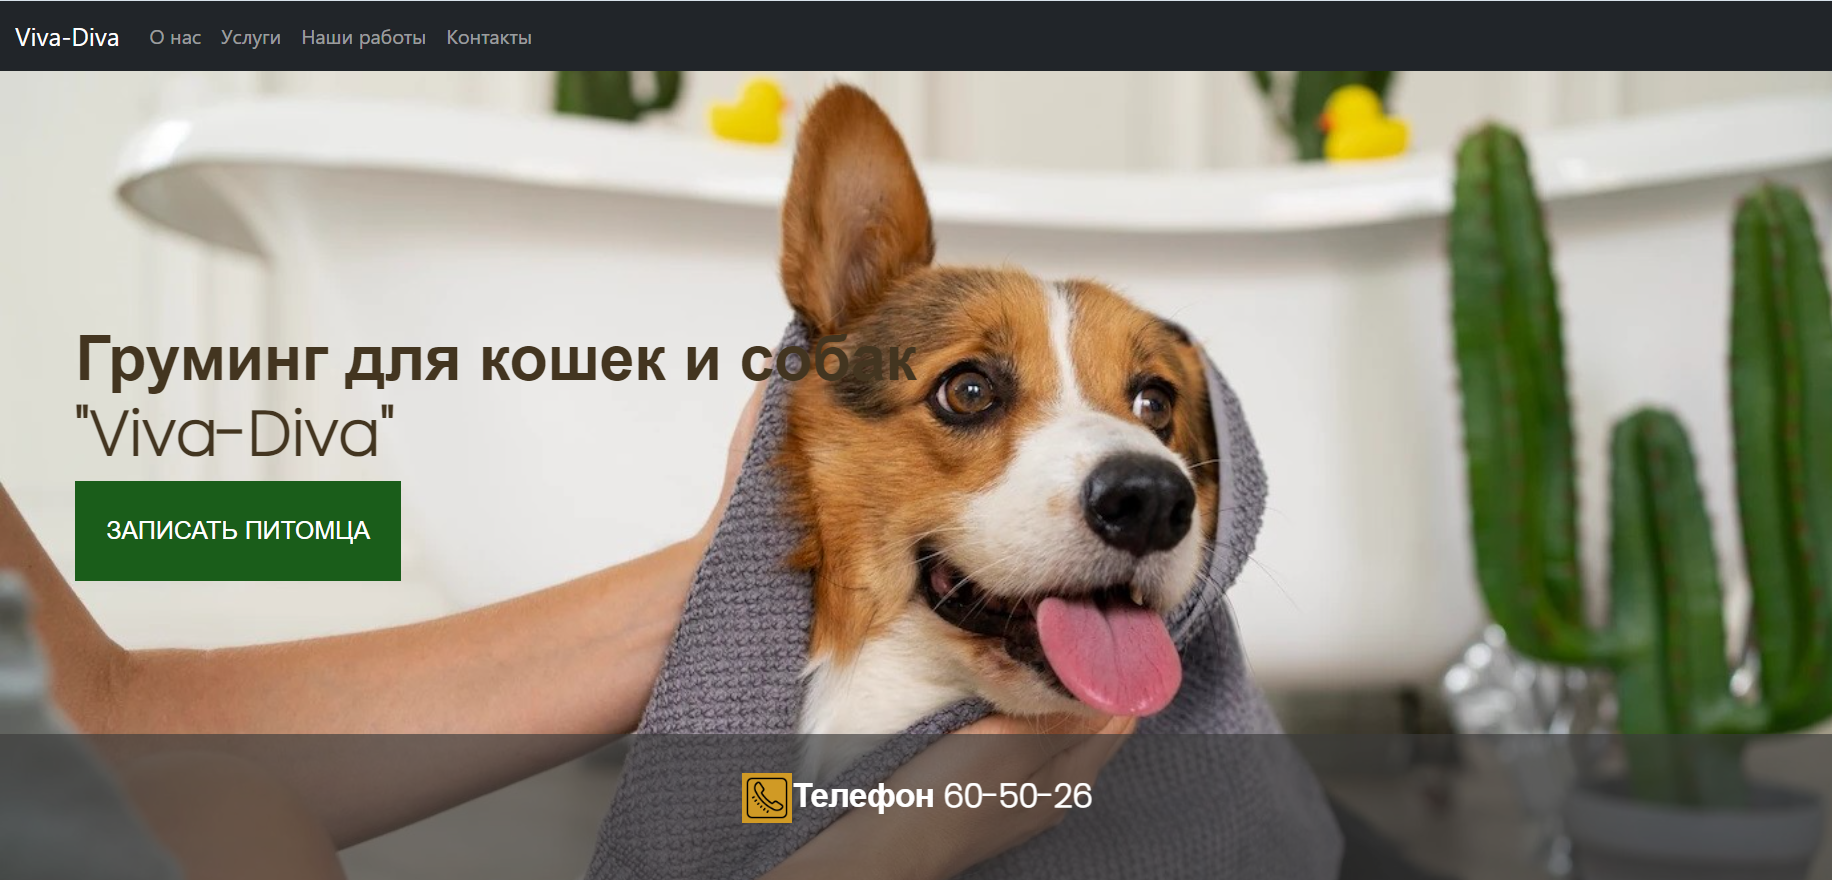 Viva-Diva О нас Услуги Наши работы Контакты
Груминг для кошек и собак
"Viva-Diva"
ЗАПИСАТЬ ПИТОМЦА
Телефон 60-50-26